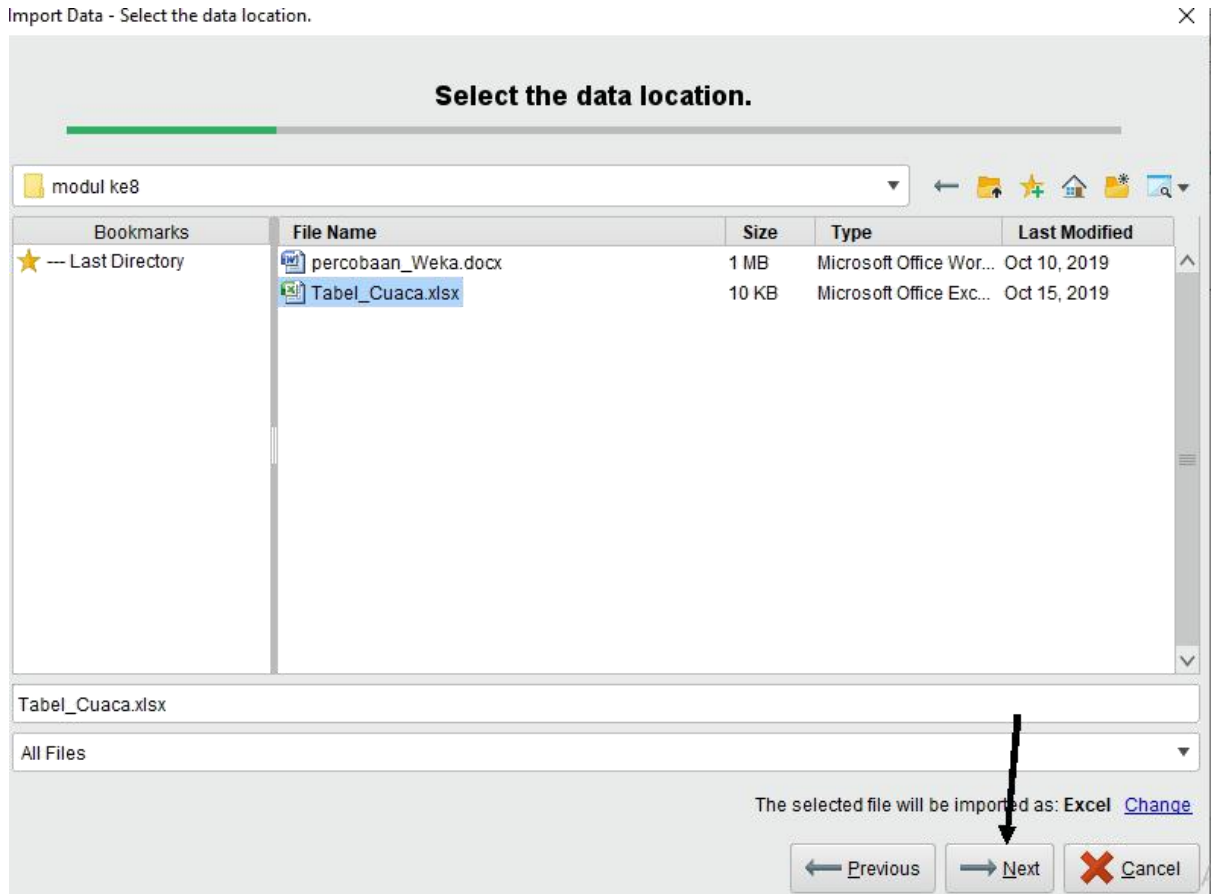 Import Data - Select the data location.
Select the data location.
modul ke8
Bookmarks File Name Size Type Last Modified
--- Last Directory percobaan_Weka.docx 1 MB Microsoft Office Wor... Oct 10, 2019
Tabel_Cuaca.xlsx 10 KB Microsoft Office Exc... Oct 15, 2019
Tabel_Cuaca.xlsx
All Files
The selected file will be imported as: Excel Change
Previous Next Cancel